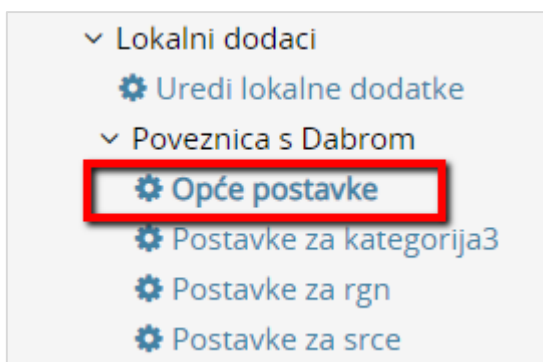 Lokalni dodaci
Uredi lokalne dodatke
Poveznica s Dabrom
Opće postavke
Postavke za kategorija3
Postavke za rgn
Postavke za srce